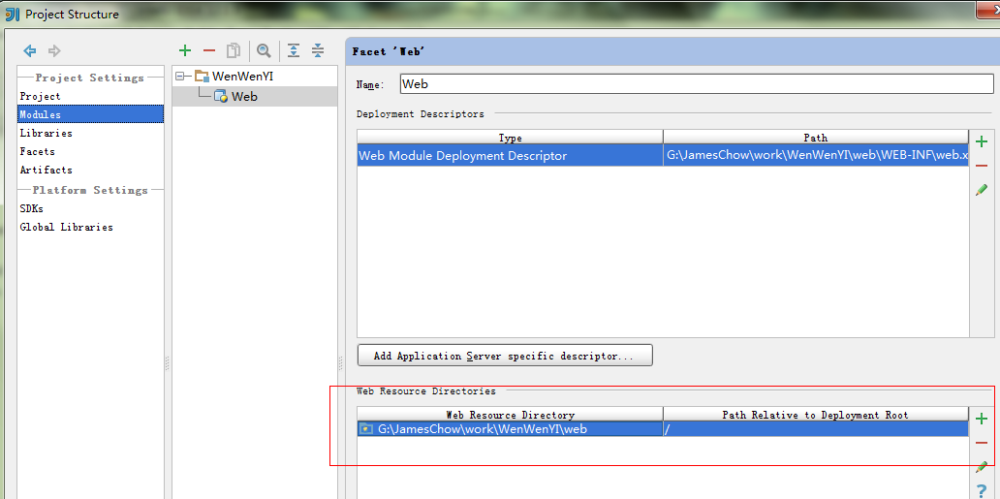 Project Structure
Project Settings
Project
Modules
Libraries
Facets
Artifacts
Platform Settings
SDKs
Global Libraries
WenWenYI
Web
Facet 'Web'
Name: Web
Deployment Descriptors
Type Path
Web Module Deployment Descriptor G:\JamesChow\work\WenWenYI\web\WEB-INF\web.x
Add Application Server specific descriptor...
Web Resource Directories
Web Resource Directory Path Relative to Deployment Root
G:\JamesChow\work\WenWenYI\web /